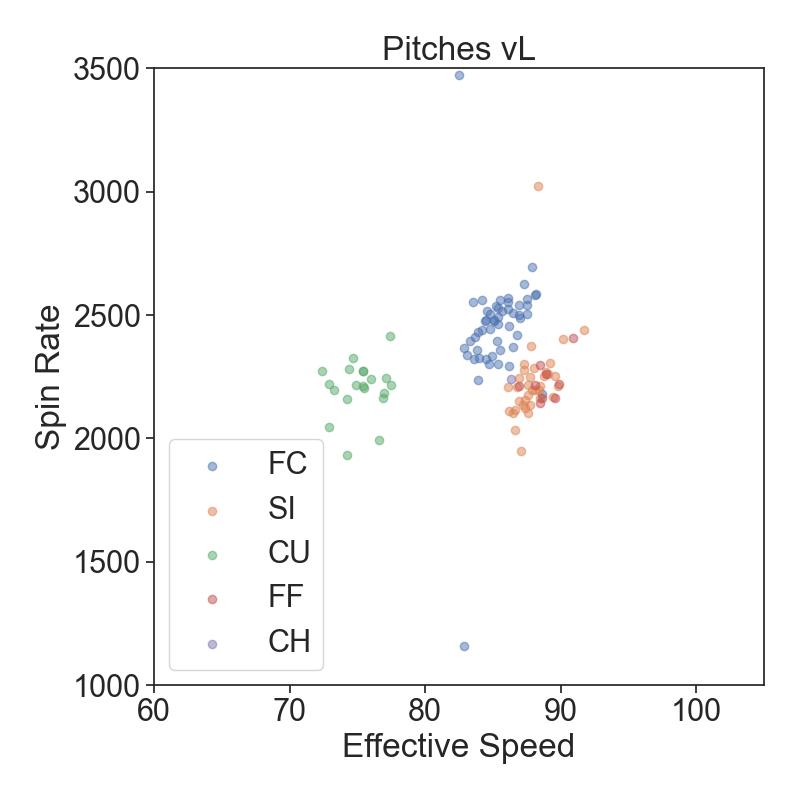 Pitches vL
3500
3000
2500
2000
1500
1000
Spin Rate
FC
SI
CU
FF
CH
60 70 80 90 100
Effective Speed